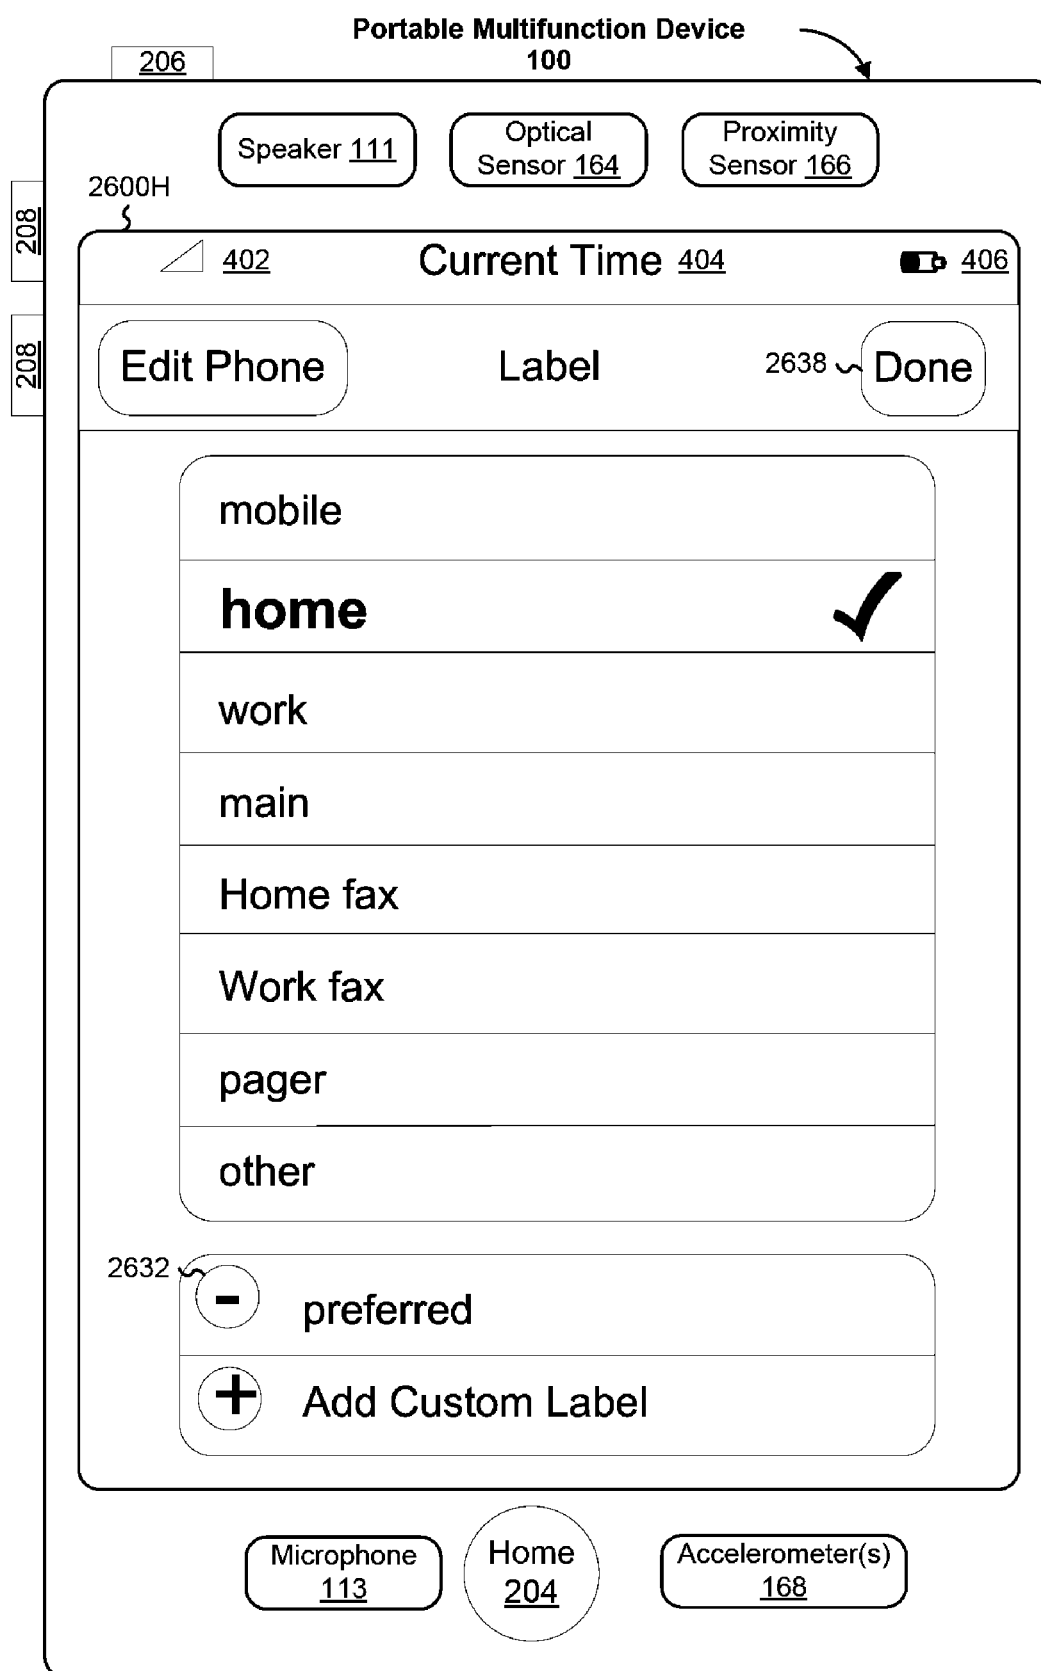 Portable Multifunction Device
100
206
Speaker 111
Optical
Sensor 164
Proximity
Sensor 166
2600H
208
208
402
Current Time 404
406
Edit Phone
Label
2638
Done
mobile
home
work
main
Home fax
Work fax
pager
other
2632
-
preferred
+
Add Custom Label
Microphone
113
Home
204
Accelerometer(s)
168